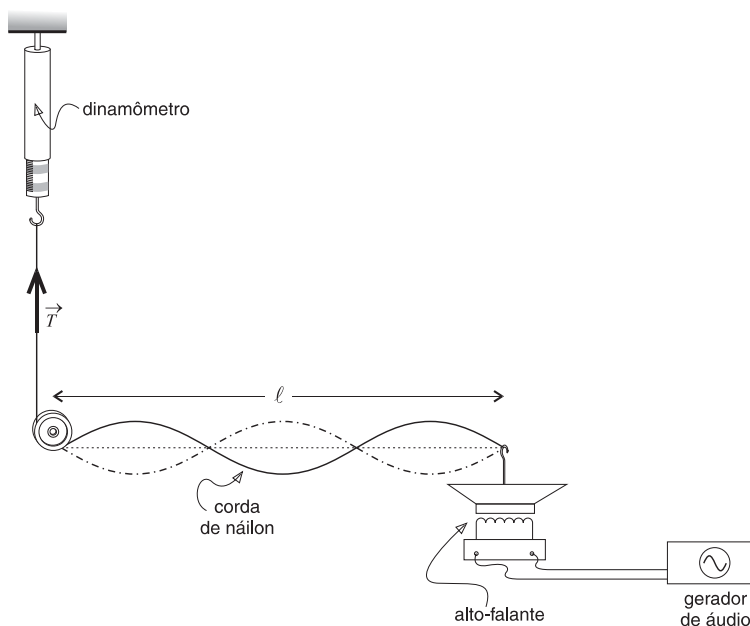 dinamômetro
T
ℓ
corda
de náilon
alto-falante
gerador
de áudio